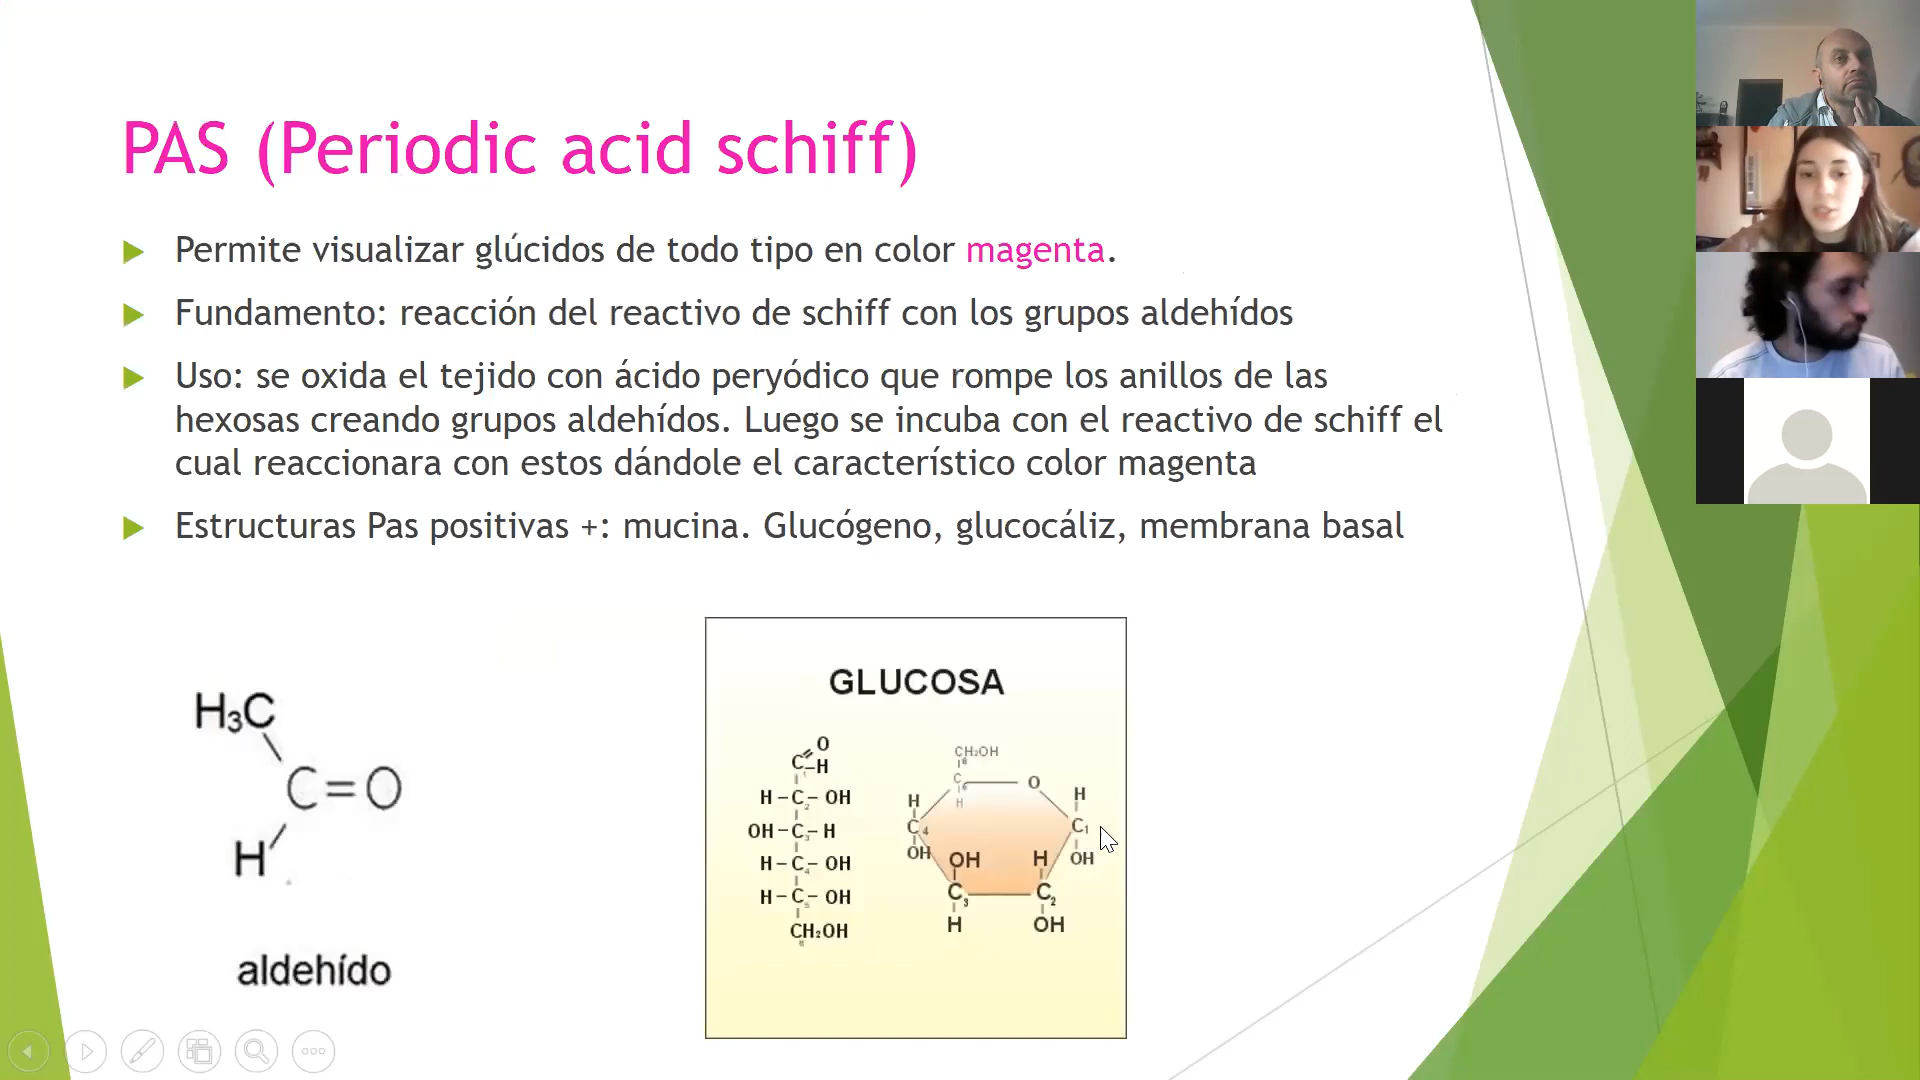 PAS (Periodic acid schiff)
Permite visualizar glúcidos de todo tipo en color magenta.
Fundamento: reacción del reactivo de schiff con los grupos aldehídos
Uso: se oxida el tejido con ácido peryódico que rompe los anillos de las
hexosas creando grupos aldehídos. Luego se incuba con el reactivo de schiff el
cual reaccionara con estos dándole el característico color magenta
Estructuras Pas positivas +: mucina. Glucógeno, glucocáliz, membrana basal
H₃C
C=O
H
aldehído
GLUCOSA
O
C-H
H-C-OH
OH-C-H
H-C-OH
H-C-OH
CH₂OH
CH₂OH
C
O
H
H
H
C₄
C₁
OH
OH
H
OH
C₃
C₂
H
OH